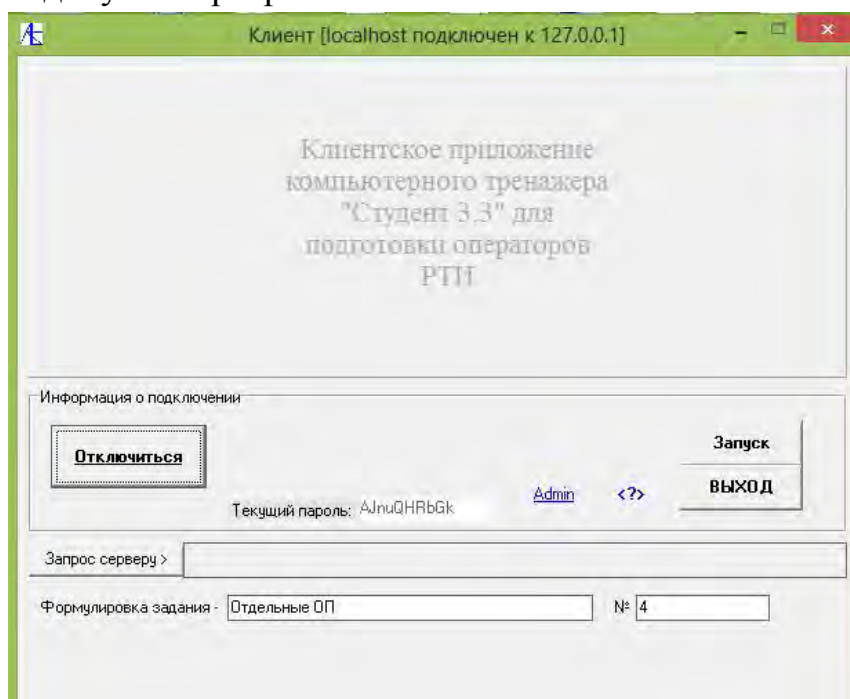 Клиент [localhost подключен к 127.0.0.1]
Клиентское приложение
компьютерного тренажера
"Студент 3.3" для
подготовки операторов
РТИ
Информация о подключении
Отключиться
Запуск
ВЫХОД
Текущий пароль: AJnuQHRbGk
Admin <?>
Запрос серверу >
Формулировка задания - Отдельные ОП № 4